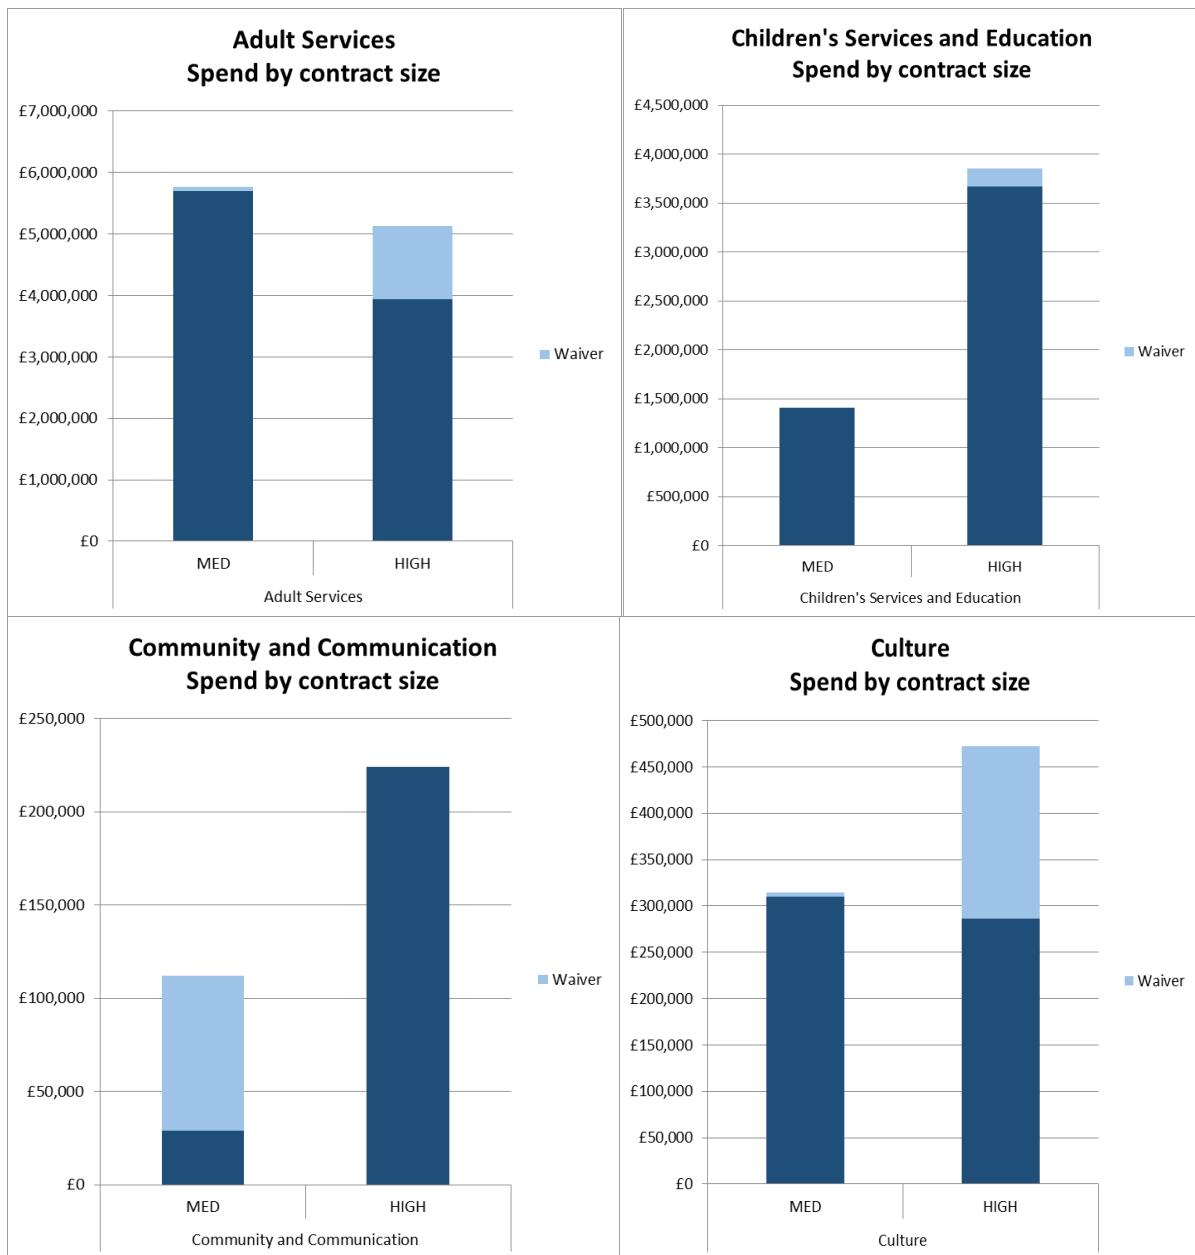 Adult Services
Spend by contract size
£7,000,000
£6,000,000
£5,000,000
£4,000,000
£3,000,000
£2,000,000
£1,000,000
£0
MED
HIGH
Adult Services
Waiver
Children's Services and Education
Spend by contract size
£4,500,000
£4,000,000
£3,500,000
£3,000,000
£2,500,000
£2,000,000
£1,500,000
£1,000,000
£500,000
£0
MED
HIGH
Children's Services and Education
Waiver
Community and Communication
Spend by contract size
£250,000
£200,000
£150,000
£100,000
£50,000
£0
MED
HIGH
Community and Communication
Waiver
Culture
Spend by contract size
£500,000
£450,000
£400,000
£350,000
£300,000
£250,000
£200,000
£150,000
£100,000
£50,000
£0
MED
HIGH
Culture
Waiver